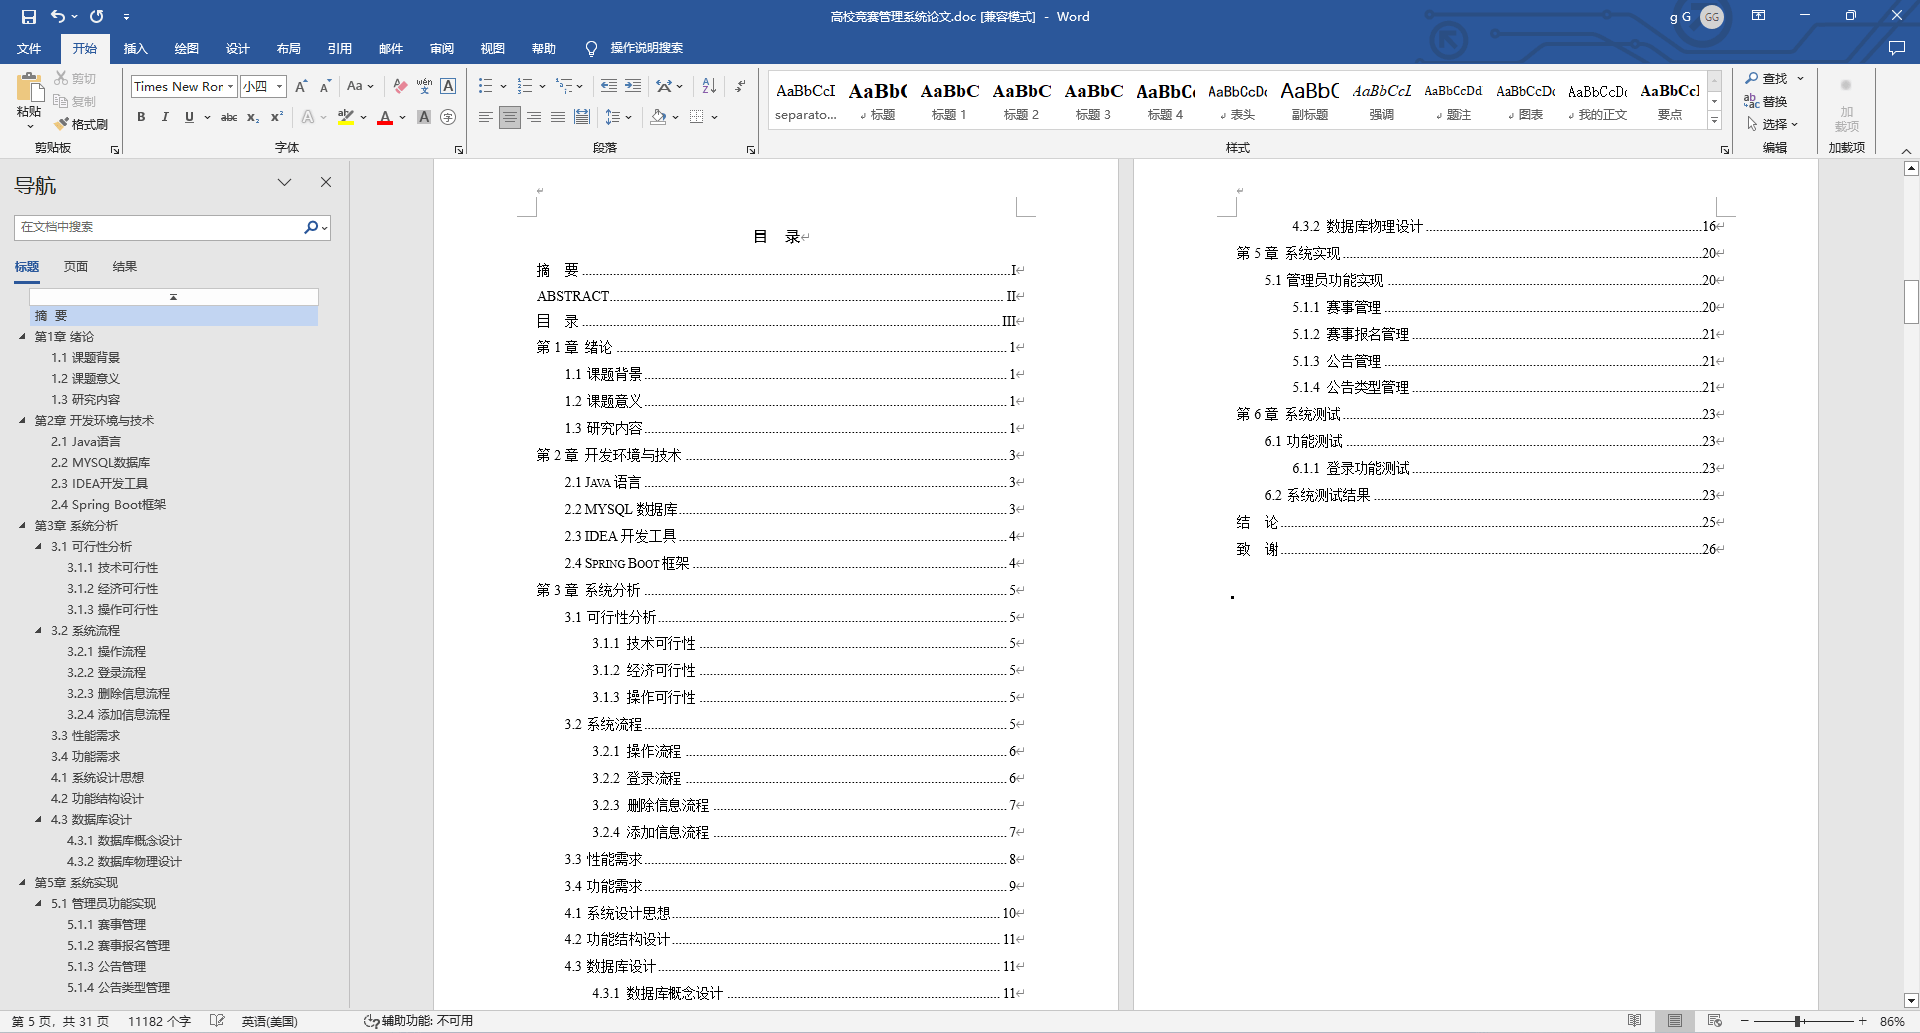 高校竞赛管理系统论文.doc [兼容模式] - Word
g G
GG
文件 开始 插入 绘图 设计 布局 引用 邮件 审阅 视图 帮助 操作说明搜索
粘贴
剪切
复制
格式刷
剪贴板
Times New Ror 小四
字体
段落
AaBbCcI AaBb( AaBbC AaBbC AaBbC AaBbCc AaBbCcDc AaBbC AaBbCcL AaBbCcDd AaBbCcDc AaBbCcDc AaBbCcI
separato... 标题 标题 1 标题 2 标题 3 标题 4 表头 副标题 强调 题注 图表 我的正文 要点
样式
查找
替换
选择
编辑
加载项
加载项
导航
在文档中搜索
标题 页面 结果
摘 要
第1章 绪论
1.1 课题背景
1.2 课题意义
1.3 研究内容
第2章 开发环境与技术
2.1 Java语言
2.2 MYSQL数据库
2.3 IDEA开发工具
2.4 Spring Boot框架
第3章 系统分析
3.1 可行性分析
3.1.1 技术可行性
3.1.2 经济可行性
3.1.3 操作可行性
3.2 系统流程
3.2.1 操作流程
3.2.2 登录流程
3.2.3 删除信息流程
3.2.4 添加信息流程
3.3 性能需求
3.4 功能需求
4.1 系统设计思想
4.2 功能结构设计
4.3 数据库设计
4.3.1 数据库概念设计
4.3.2 数据库物理设计
第5章 系统实现
5.1 管理员功能实现
5.1.1 赛事管理
5.1.2 赛事报名管理
5.1.3 公告管理
5.1.4 公告类型管理
目 录
摘 要 I
ABSTRACT II
目 录 III
第 1 章 绪论 1
1.1 课题背景 1
1.2 课题意义 1
1.3 研究内容 1
第 2 章 开发环境与技术 3
2.1 JAVA 语言 3
2.2 MYSQL 数据库 3
2.3 IDEA 开发工具 4
2.4 SPRING BOOT 框架 4
第 3 章 系统分析 5
3.1 可行性分析 5
3.1.1 技术可行性 5
3.1.2 经济可行性 5
3.1.3 操作可行性 5
3.2 系统流程 5
3.2.1 操作流程 6
3.2.2 登录流程 6
3.2.3 删除信息流程 7
3.2.4 添加信息流程 7
3.3 性能需求 8
3.4 功能需求 9
4.1 系统设计思想 10
4.2 功能结构设计 11
4.3 数据库设计 11
4.3.1 数据库概念设计 11
4.3.2 数据库物理设计 16
第 5 章 系统实现 20
5.1 管理员功能实现 20
5.1.1 赛事管理 20
5.1.2 赛事报名管理 21
5.1.3 公告管理 21
5.1.4 公告类型管理 21
第 6 章 系统测试 23
6.1 功能测试 23
6.1.1 登录功能测试 23
6.2 系统测试结果 23
结 论 25
致 谢 26
第 5 页，共 31 页 11182 个字 英语(美国) 辅助功能: 不可用 86%